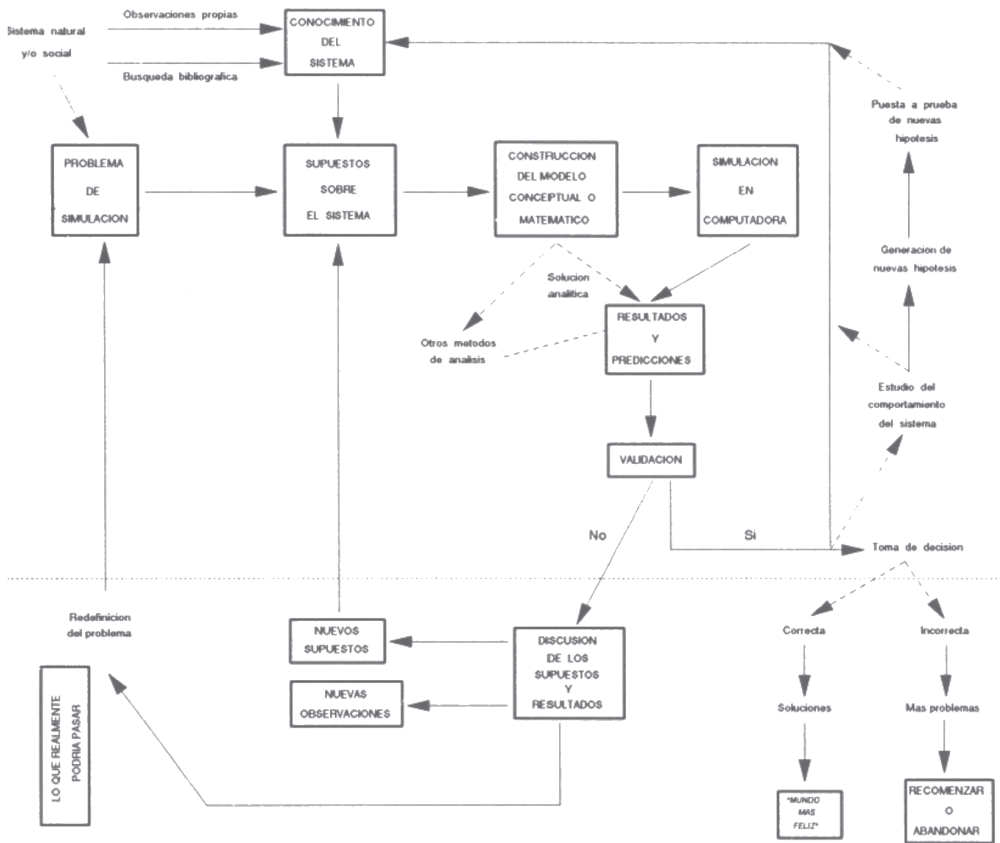 Observaciones propias
Sistema natural
y/o social
Busqueda bibliografica
CONOCIMIENTO
DEL
SISTEMA
PROBLEMA
DE
SIMULACION
SUPUESTOS
SOBRE
EL SISTEMA
CONSTRUCCION
DEL MODELO
CONCEIPTUAL O
MATEIMATICO
SIMULACION
EN
COMPUTADORA
Puesta a prueba
de nuevas
hipotesis
Generacion de
nuevas hipotesis
Solucion
analitica
Otros metodos
de analisis
RESULTADOS
Y
PREDICCIONES
Estudio del
comportamiento
del sistema
VALIDACION
No
Si
Toma de decision
Redefinicion
del problema
NUEVOS
SUPUESTOS
NUEVAS
OBSERVACIONES
DISCUSION
DE LOS
SUPUESTOS
Y
RESULTADOS
Correcta
Incorrecta
Soluciones
Mas problemas
LO QUE REALMENTE
PODRIA PASAR
"MUNDO
MAS
FELIZ"
RECOMENZAR
O
ABANDONAR